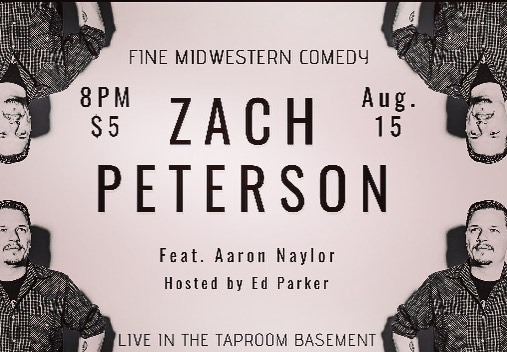 FINE MIDWESTERN COMEDY
8PM
$5
Aug.
15
ZACH
PETERSON
Feat. Aaron Naylor
Hosted by Ed Parker
LIVE IN THE TAPROOM BASEMENT